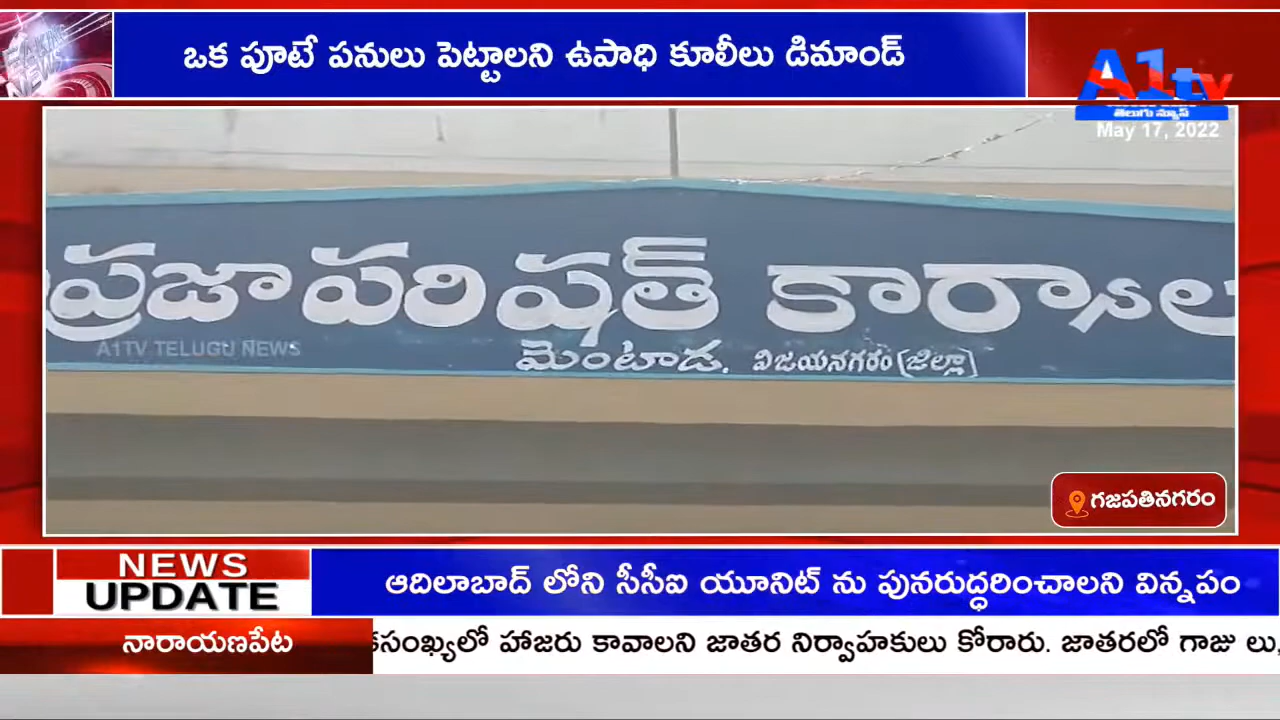 ఒక పూటే పనులు పెట్టాలని ఉపాధి కూలీలు డిమాండ్
A1tv
తెలుగు న్యూస్
May 17, 2022
ప్రజా పరిషత్ కార్యాల
A1TV TELUGU NEWS
మెంటాడ. విజయనగరం (జిల్లా)
గజపతినగరం
NEWS
UPDATE
ఆదిలాబాద్ లోని సీసీఐ యూనిట్ ను పునరుద్ధరించాలని విన్నపం
నారాయణపేట
కసంఖ్యలో హాజరు కావాలని జాతర నిర్వాహకులు కోరారు. జాతరలో గాజు లు,